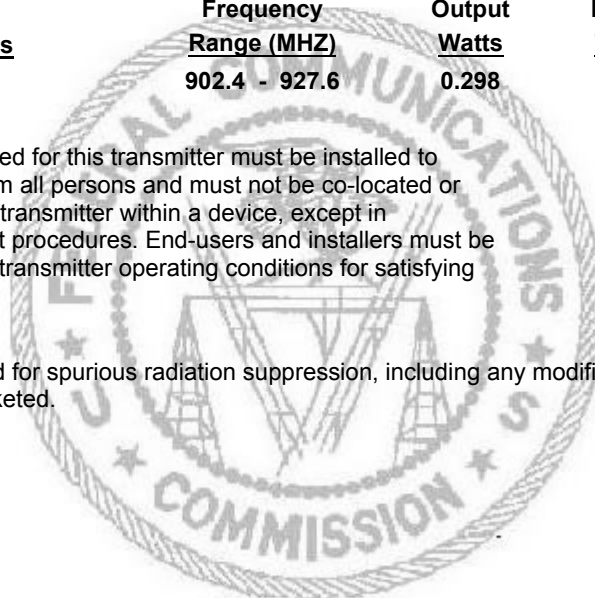 Frequency Output
s Range (MHZ) Watts
902.4 - 927.6 0.298
ed for this transmitter must be installed to
m all persons and must not be co-located or
transmitter within a device, except in
t procedures. End-users and installers must be
transmitter operating conditions for satisfying
d for spurious radiation suppression, including any modifi
keted.
FEDERAL COMMUNICATIONS
COMMISSION
U S
-